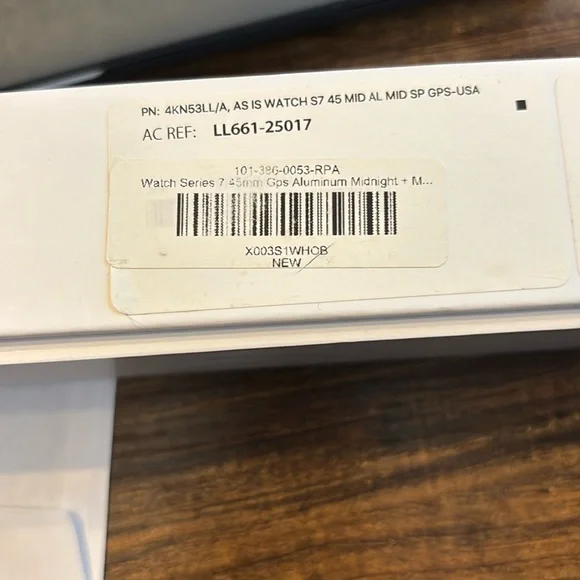 PN: 4KN53LL/A, AS IS WATCH S7 45 MID AL MID SP GPS-USA
AC REF: LL661-25017
101-386-0053-RPA
Watch Series 7 45mm Gps Aluminum Midnight + M...
X003S1WHOB
NEW